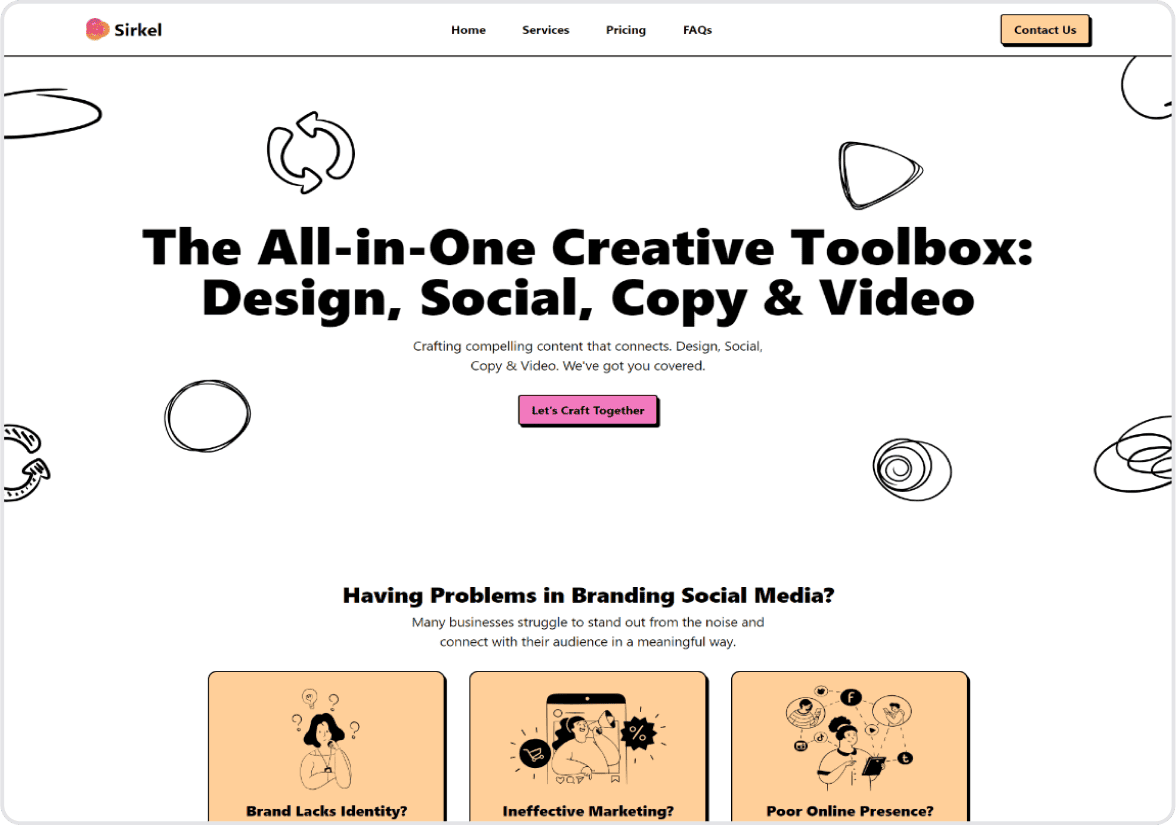 Sirkel
Home
Services
Pricing
FAQs
Contact Us
The All-in-One Creative Toolbox:
Design, Social, Copy & Video
Crafting compelling content that connects. Design, Social,
Copy & Video. We've got you covered.
Let's Craft Together
Having Problems in Branding Social Media?
Many businesses struggle to stand out from the noise and
connect with their audience in a meaningful way.
Brand Lacks Identity?
Ineffective Marketing?
Poor Online Presence?